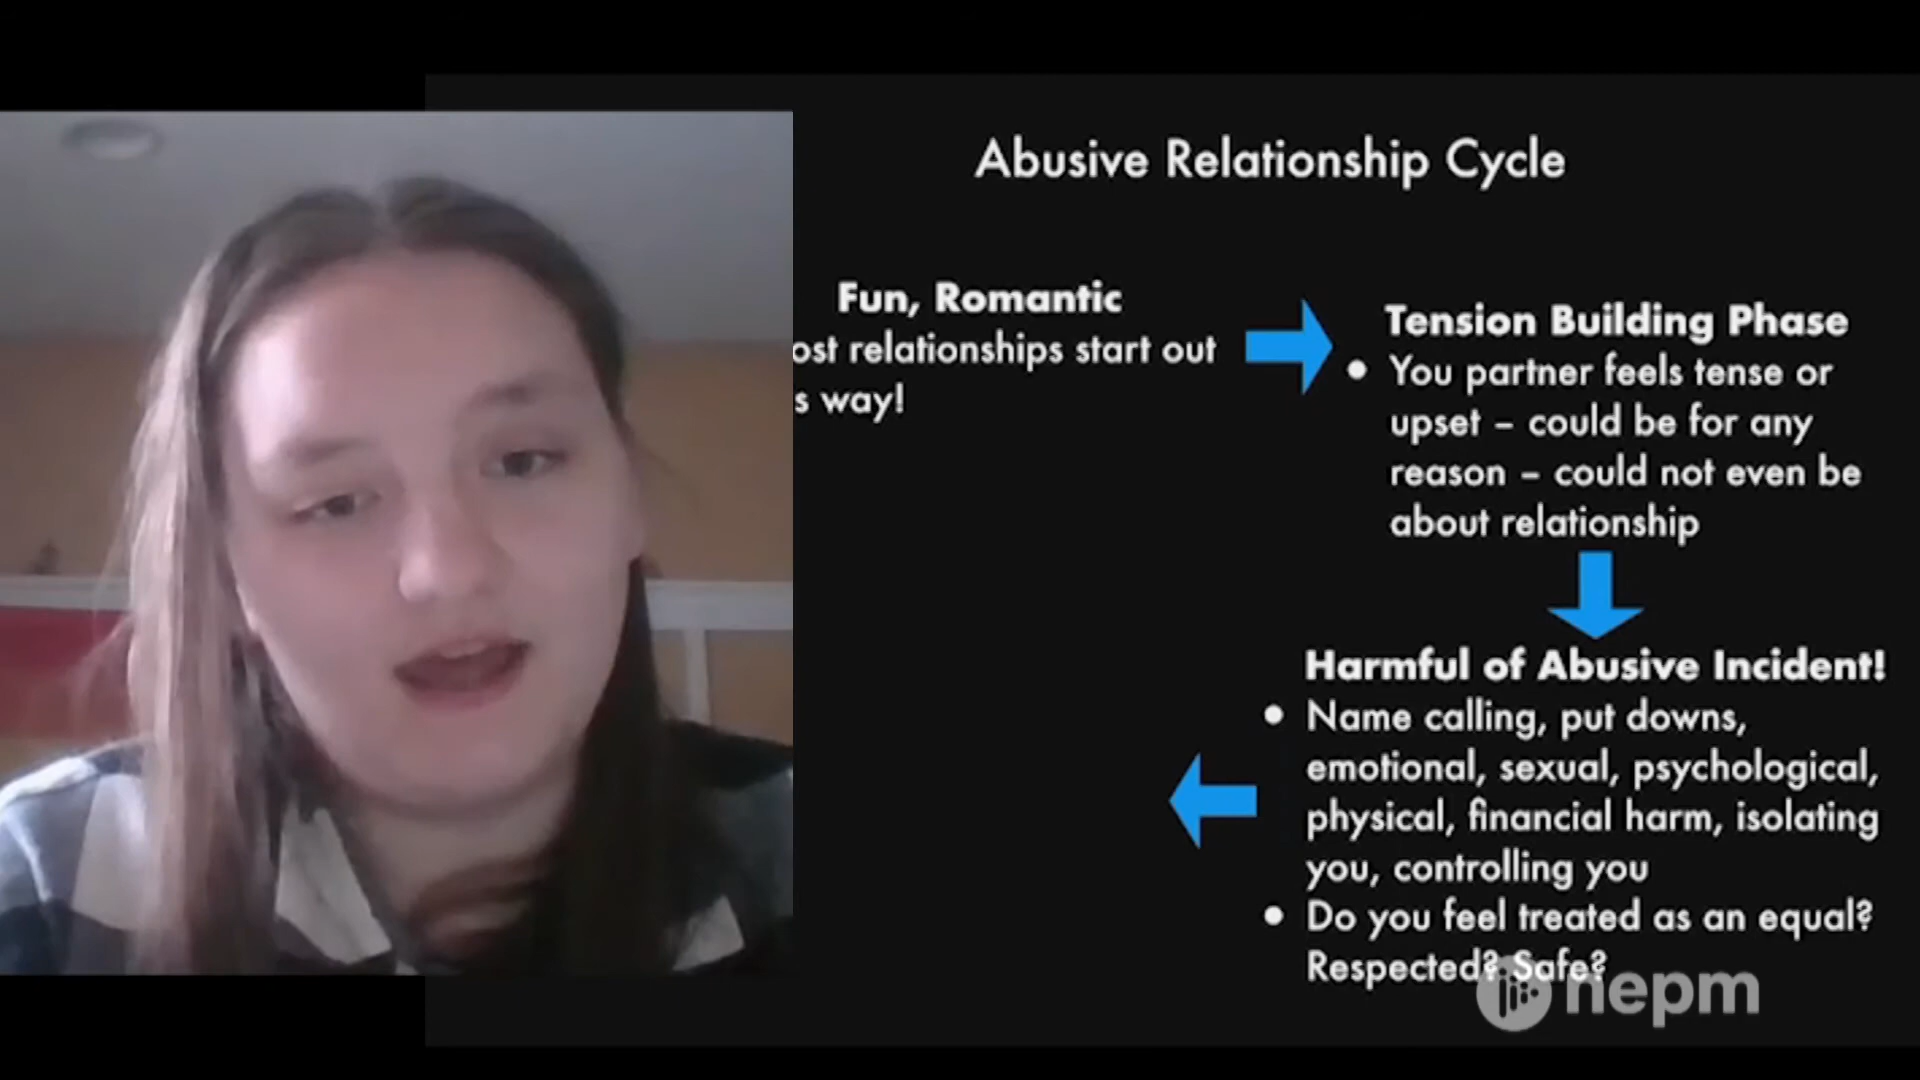 Abusive Relationship Cycle
Fun, Romantic
ost relationships start out
s way!
Tension Building Phase
• You partner feels tense or
upset – could be for any
reason – could not even be
about relationship
Harmful of Abusive Incident!
• Name calling, put downs,
emotional, sexual, psychological,
physical, financial harm, isolating
you, controlling you
• Do you feel treated as an equal?
Respected? Safe?
nepm